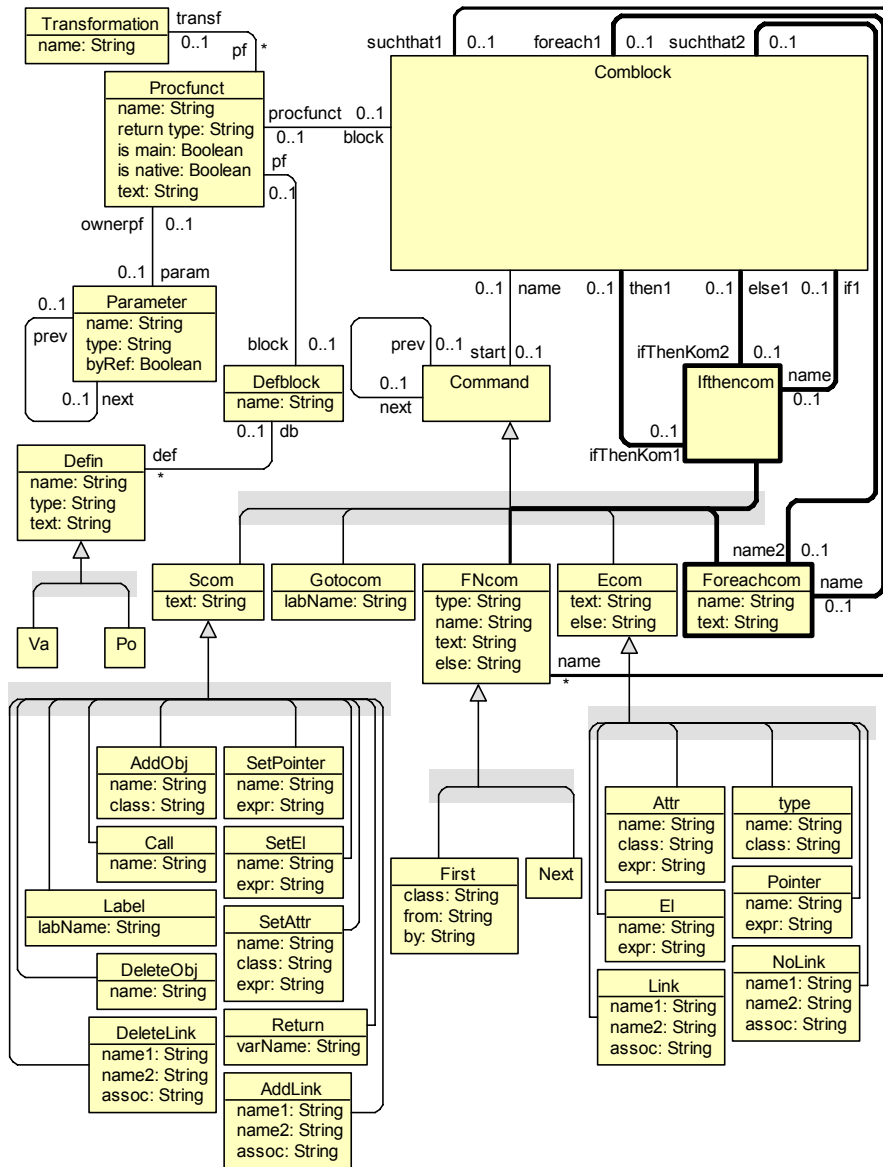 Transformation
name: String
transf
0..1
pf
*
Procfunct
name: String
return type: String
is main: Boolean
is native: Boolean
text: String
procfunct 0..1
0..1 block
pf
0..1
ownerpf 0..1
0..1 param
suchthat1 0..1
foreach1 0..1
suchthat2 0..1
Comblock
0..1 name
0..1 then1
0..1 else1
0..1 if1
Parameter
name: String
type: String
byRef: Boolean
0..1
prev
0..1 next
block 0..1
Defblock
name: String
0..1 db
prev 0..1
start 0..1
0..1
next
Command
ifThenKom2 0..1
Ifthencom
name
0..1
0..1
ifThenKom1
def
*
Defin
name: String
type: String
text: String
Va
Po
Scom
text: String
Gotocom
labName: String
FNcom
type: String
name: String
text: String
else: String
Ecom
text: String
else: String
name2 0..1
Foreachcom
name: String
text: String
name
0..1
name
*
AddObj
name: String
class: String
SetPointer
name: String
expr: String
Call
name: String
SetEl
name: String
expr: String
Label
labName: String
SetAttr
name: String
class: String
expr: String
DeleteObj
name: String
DeleteLink
name1: String
name2: String
assoc: String
Return
varName: String
AddLink
name1: String
name2: String
assoc: String
First
class: String
from: String
by: String
Next
Attr
name: String
class: String
expr: String
type
name: String
class: String
El
name: String
expr: String
Pointer
name: String
expr: String
Link
name1: String
name2: String
assoc: String
NoLink
name1: String
name2: String
assoc: String